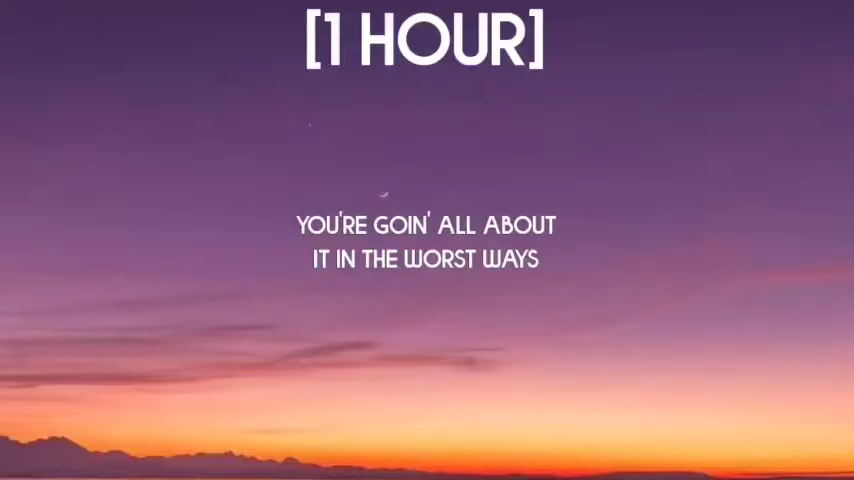 [1 HOUR]
YOU'RE GOIN' ALL ABOUT
IT IN THE WORST WAYS